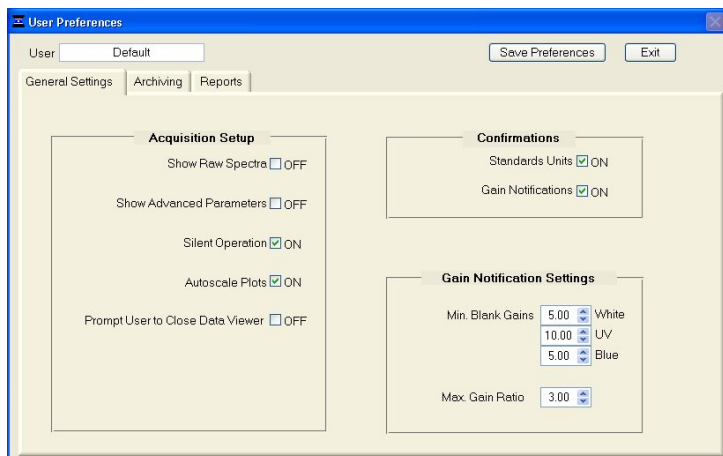 User Preferences
User Default Save Preferences Exit
General Settings Archiving Reports
Acquisition Setup
Show Raw Spectra OFF
Show Advanced Parameters OFF
Silent Operation ON
Autoscale Plots ON
Prompt User to Close Data Viewer OFF
Confirmations
Standards Units ON
Gain Notifications ON
Gain Notification Settings
Min. Blank Gains 5.00 White
10.00 UV
5.00 Blue
Max. Gain Ratio 3.00